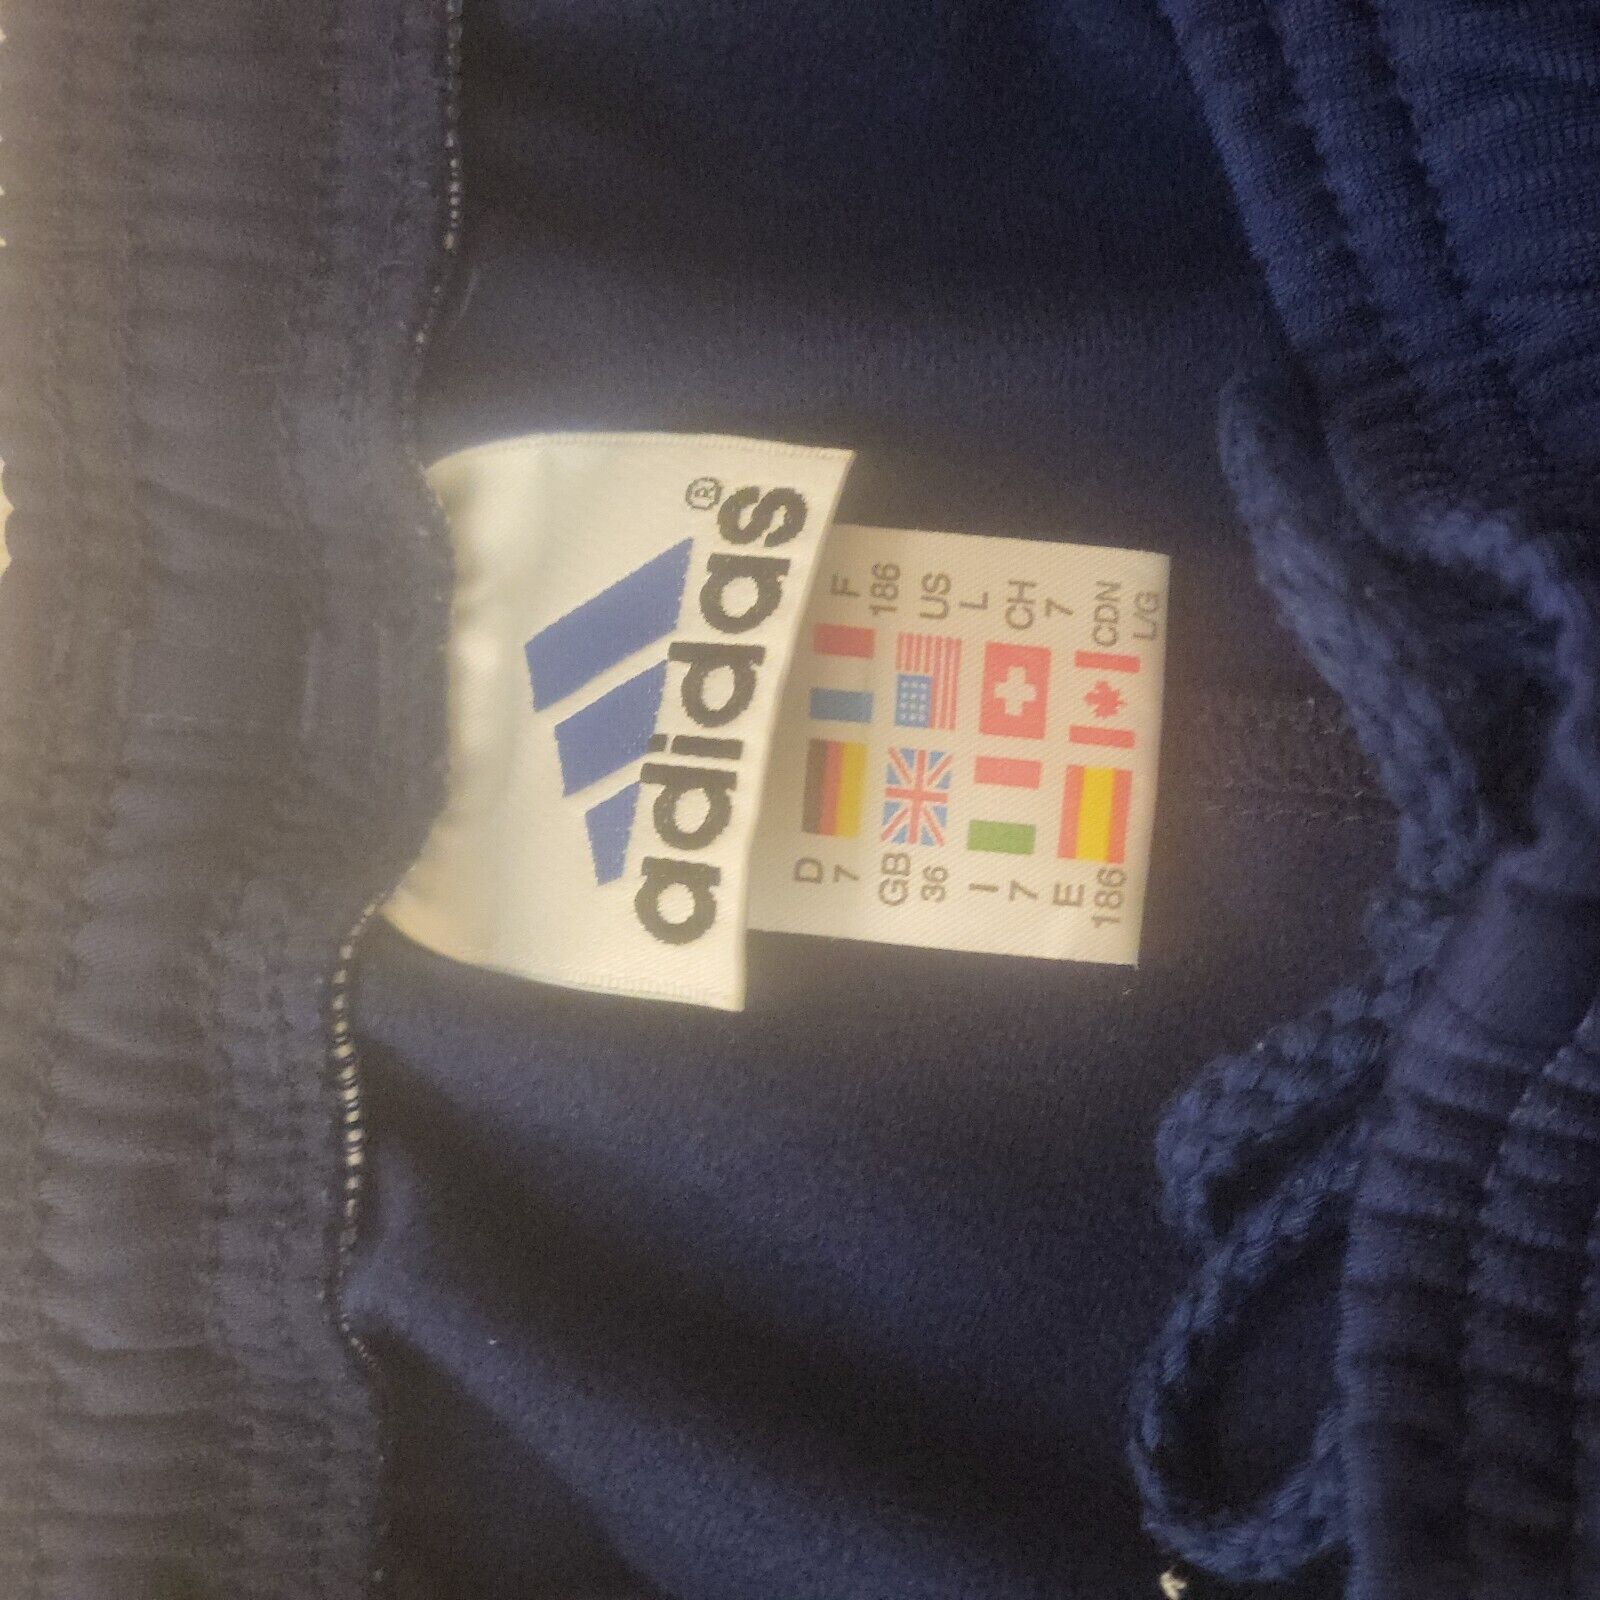 adidas®
D 7 F 186
GB 36 US L
I 7 CH 7
E 186 CDN L/G